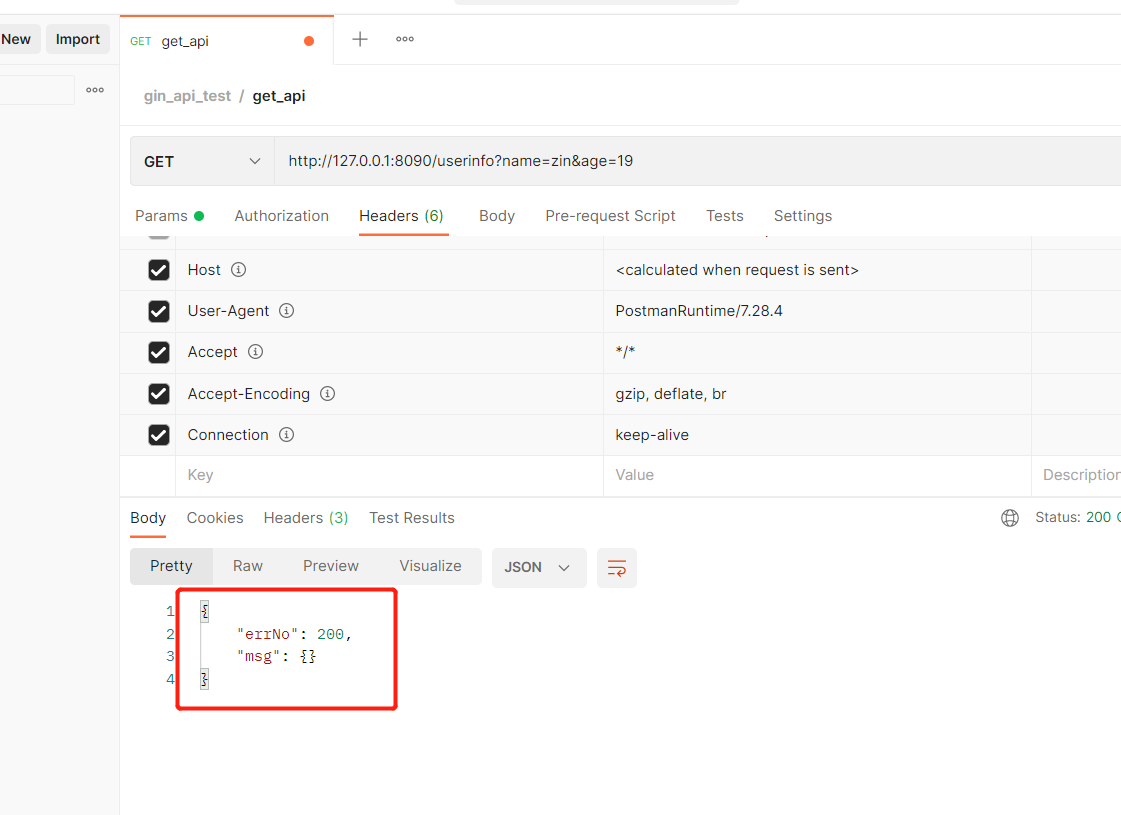 New Import GET get_api
gin_api_test / get_api
GET http://127.0.0.1:8090/userinfo?name=zin&age=19
Params Authorization Headers (6) Body Pre-request Script Tests Settings
Host <calculated when request is sent>
User-Agent PostmanRuntime/7.28.4
Accept */*
Accept-Encoding gzip, deflate, br
Connection keep-alive
Key Value Description
Body Cookies Headers (3) Test Results Status: 200
Pretty Raw Preview Visualize JSON
1 {
2 "errNo": 200,
3 "msg": {}
4 }